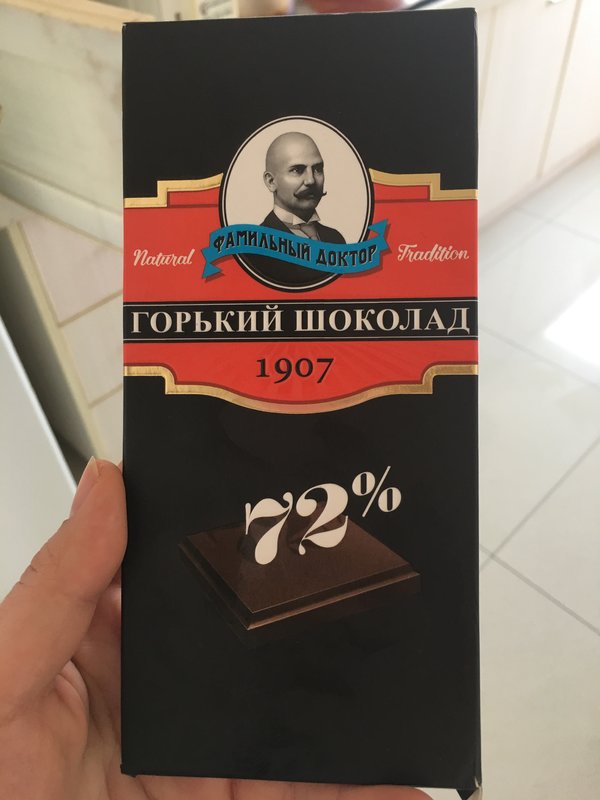 ФАМИЛЬНЫЙ ДОКТОР
Natural Tradition
ГОРЬКИЙ ШОКОЛАД
1907
72%